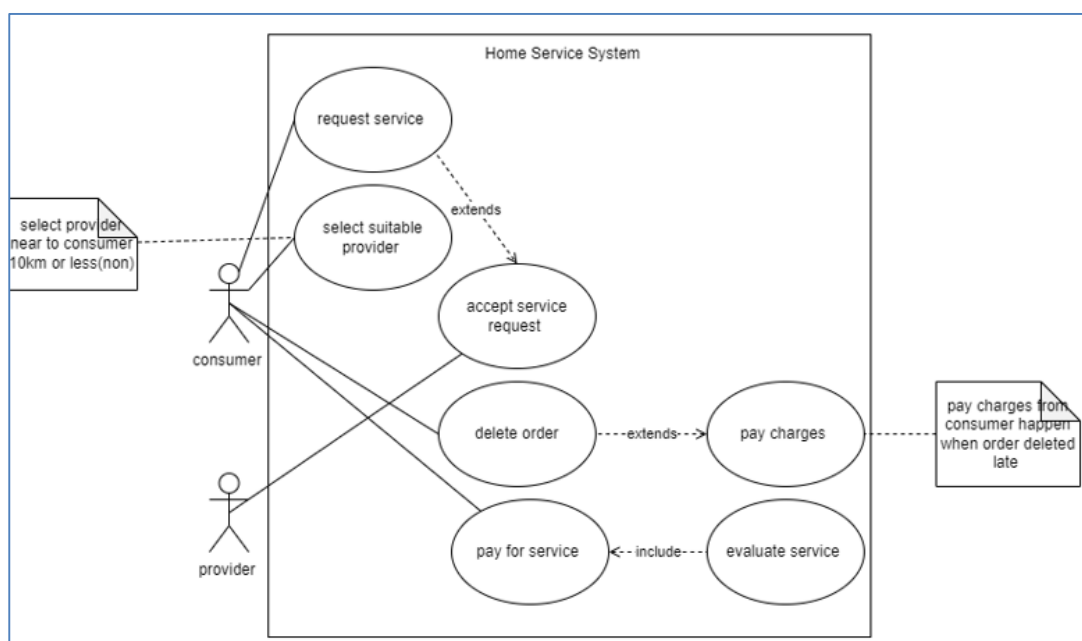 Home Service System
request service
extends
select provider
near to consumer
10km or less(non)
select suitable
provider
accept service
request
consumer
delete order
extends
pay charges
pay charges from
consumer happen
when order deleted
late
provider
pay for service
include
evaluate service